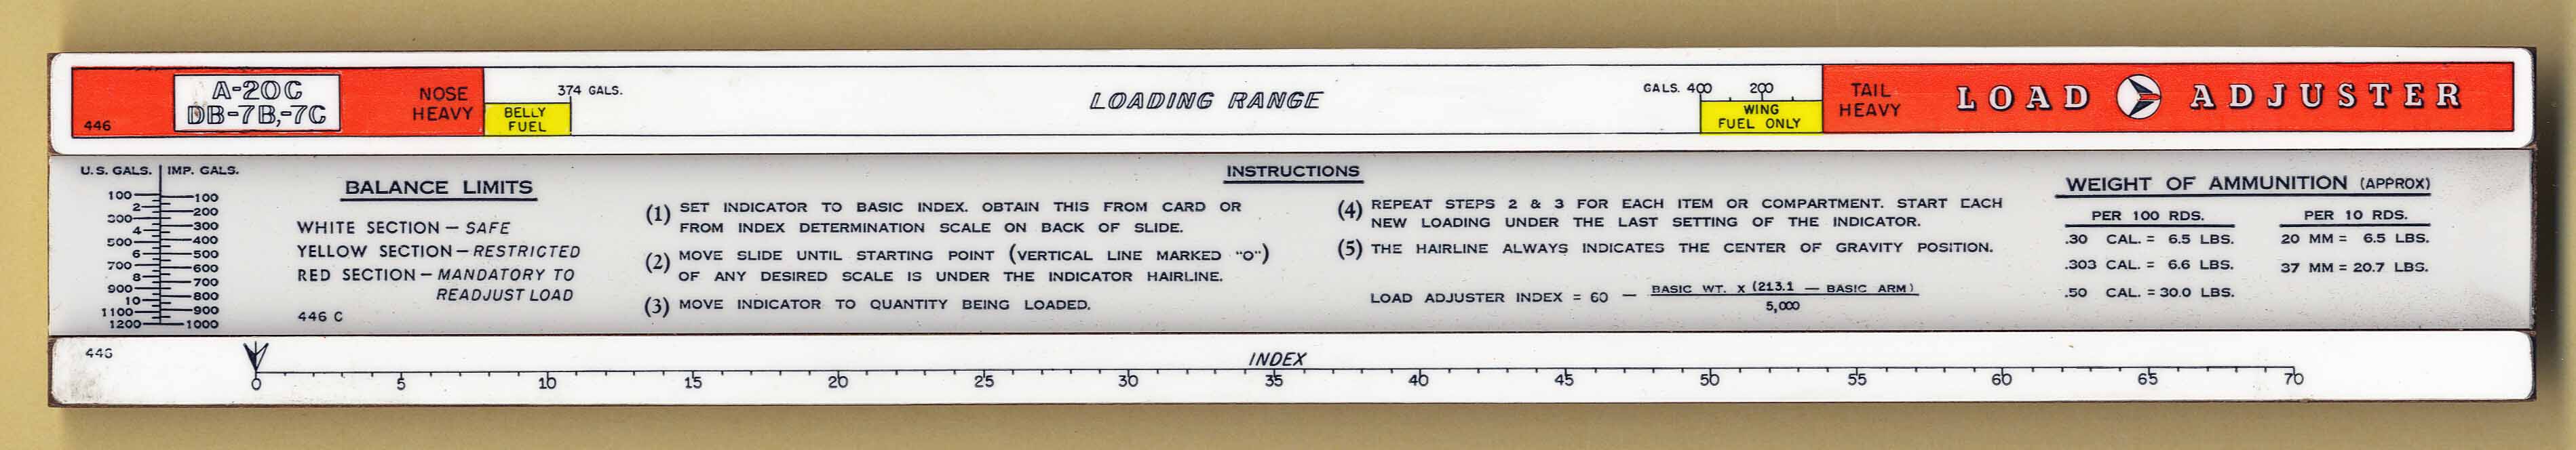 A-20C
DB-7B,-7C
446
NOSE
HEAVY
BELLY
FUEL
374 GALS.
LOADING RANGE
GALS. 400 200
WING
FUEL ONLY
TAIL
HEAVY
LOAD ADJUSTER
U.S. GALS. IMP. GALS.
100 100
2 200
300 300
4 400
500 500
6 600
700 700
8 800
900 900
10 1000
1100
1200
BALANCE LIMITS
WHITE SECTION – SAFE
YELLOW SECTION – RESTRICTED
RED SECTION – MANDATORY TO
READJUST LOAD
446 C
INSTRUCTIONS
(1) SET INDICATOR TO BASIC INDEX. OBTAIN THIS FROM CARD OR
FROM INDEX DETERMINATION SCALE ON BACK OF SLIDE.
(2) MOVE SLIDE UNTIL STARTING POINT (VERTICAL LINE MARKED "O")
OF ANY DESIRED SCALE IS UNDER THE INDICATOR HAIRLINE.
(3) MOVE INDICATOR TO QUANTITY BEING LOADED.
(4) REPEAT STEPS 2 & 3 FOR EACH ITEM OR COMPARTMENT. START EACH
NEW LOADING UNDER THE LAST SETTING OF THE INDICATOR.
(5) THE HAIRLINE ALWAYS INDICATES THE CENTER OF GRAVITY POSITION.
LOAD ADJUSTER INDEX = 60 – BASIC WT. X (213.1 – BASIC ARM)
5,000
WEIGHT OF AMMUNITION (APPROX)
PER 100 RDS. PER 10 RDS.
.30 CAL. = 6.5 LBS. 20 MM = 6.5 LBS.
.303 CAL. = 6.6 LBS. 37 MM = 20.7 LBS.
.50 CAL. = 30.0 LBS.
446
INDEX
0 5 10 15 20 25 30 35 40 45 50 55 60 65 70